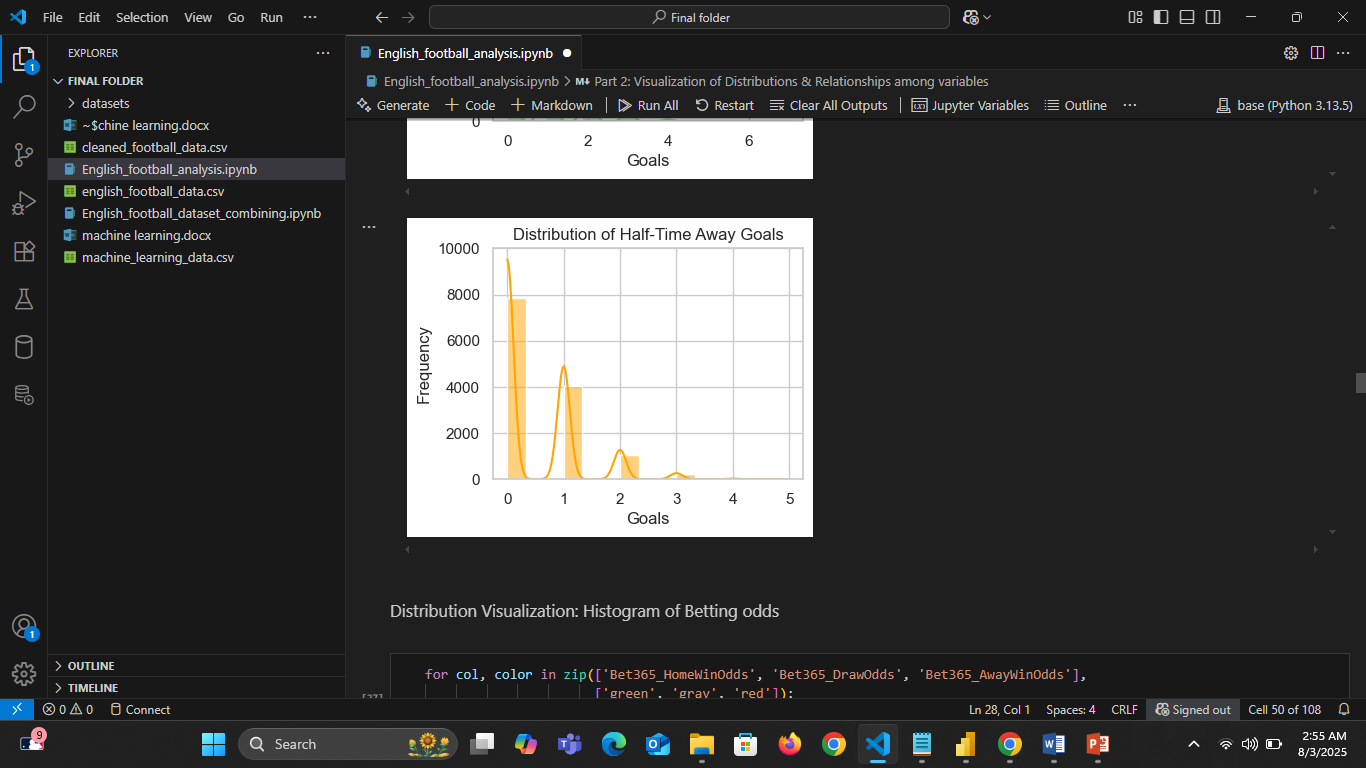 File Edit Selection View Go Run ···
Final folder
EXPLORER ···
FINAL FOLDER
datasets
~$chine learning.docx
cleaned_football_data.csv
English_football_analysis.ipynb
english_football_data.csv
English_football_dataset_combining.ipynb
machine learning.docx
machine_learning_data.csv
OUTLINE
TIMELINE
1
1
English_football_analysis.ipynb
English_football_analysis.ipynb > M↓ Part 2: Visualization of Distributions & Relationships among variables
Generate + Code + Markdown Run All Restart Clear All Outputs Jupyter Variables Outline ··· base (Python 3.13.5)
0
0 2 4 6
Goals
Distribution of Half-Time Away Goals
10000
8000
6000
4000
2000
0
Frequency
0 1 2 3 4 5
Goals
Distribution Visualization: Histogram of Betting odds
for col, color in zip(['Bet365_HomeWinOdds', 'Bet365_DrawOdds', 'Bet365_AwayWinOdds'],
['green', 'gray', 'red']):
[27]
0 0 Connect Ln 28, Col 1 Spaces: 4 CRLF Signed out Cell 50 of 108
9
Search
2:55 AM
8/3/2025